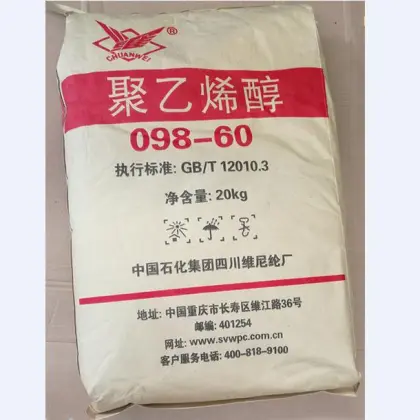 CHUANWEI
®
聚乙烯醇
098-60
执行标准: GB/T 12010.3
净含量: 20kg
中国石化集团四川维尼纶厂
地址: 中国重庆市长寿区维江路36号
邮编: 401254
网址: www.svwpc.com.cn
客户服务电话: 400-818-9100